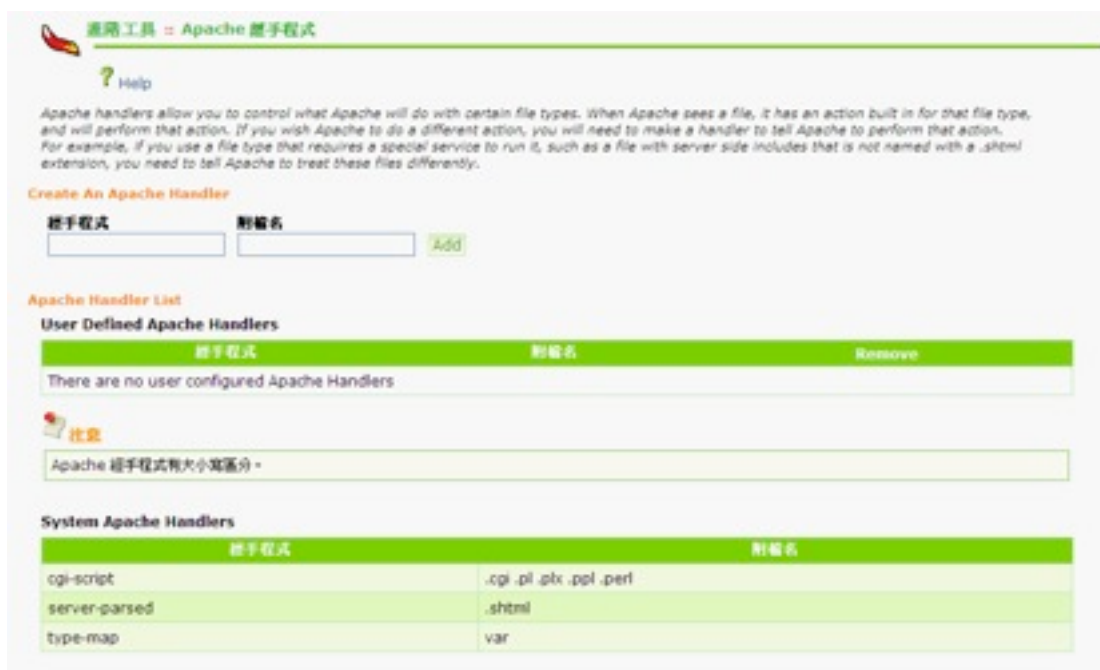 進階工具 :: Apache 經手程式
Help
Apache handlers allow you to control what Apache will do with certain file types. When Apache sees a file, it has an action built in for that file type,
and will perform that action. If you wish Apache to do a different action, you will need to make a handler to tell Apache to perform that action.
For example, if you use a file type that requires a special service to run it, such as a file with server side includes that is not named with a .shtml
extension, you need to tell Apache to treat these files differently.
Create An Apache Handler
經手程式 附檔名
Add
Apache Handler List
User Defined Apache Handlers
經手程式 附檔名 Remove
There are no user configured Apache Handlers
注意
Apache 經手程式有大小寫區分。
System Apache Handlers
經手程式 附檔名
cgi-script .cgi .pl .plx .ppl .perl
server-parsed .shtml
type-map var